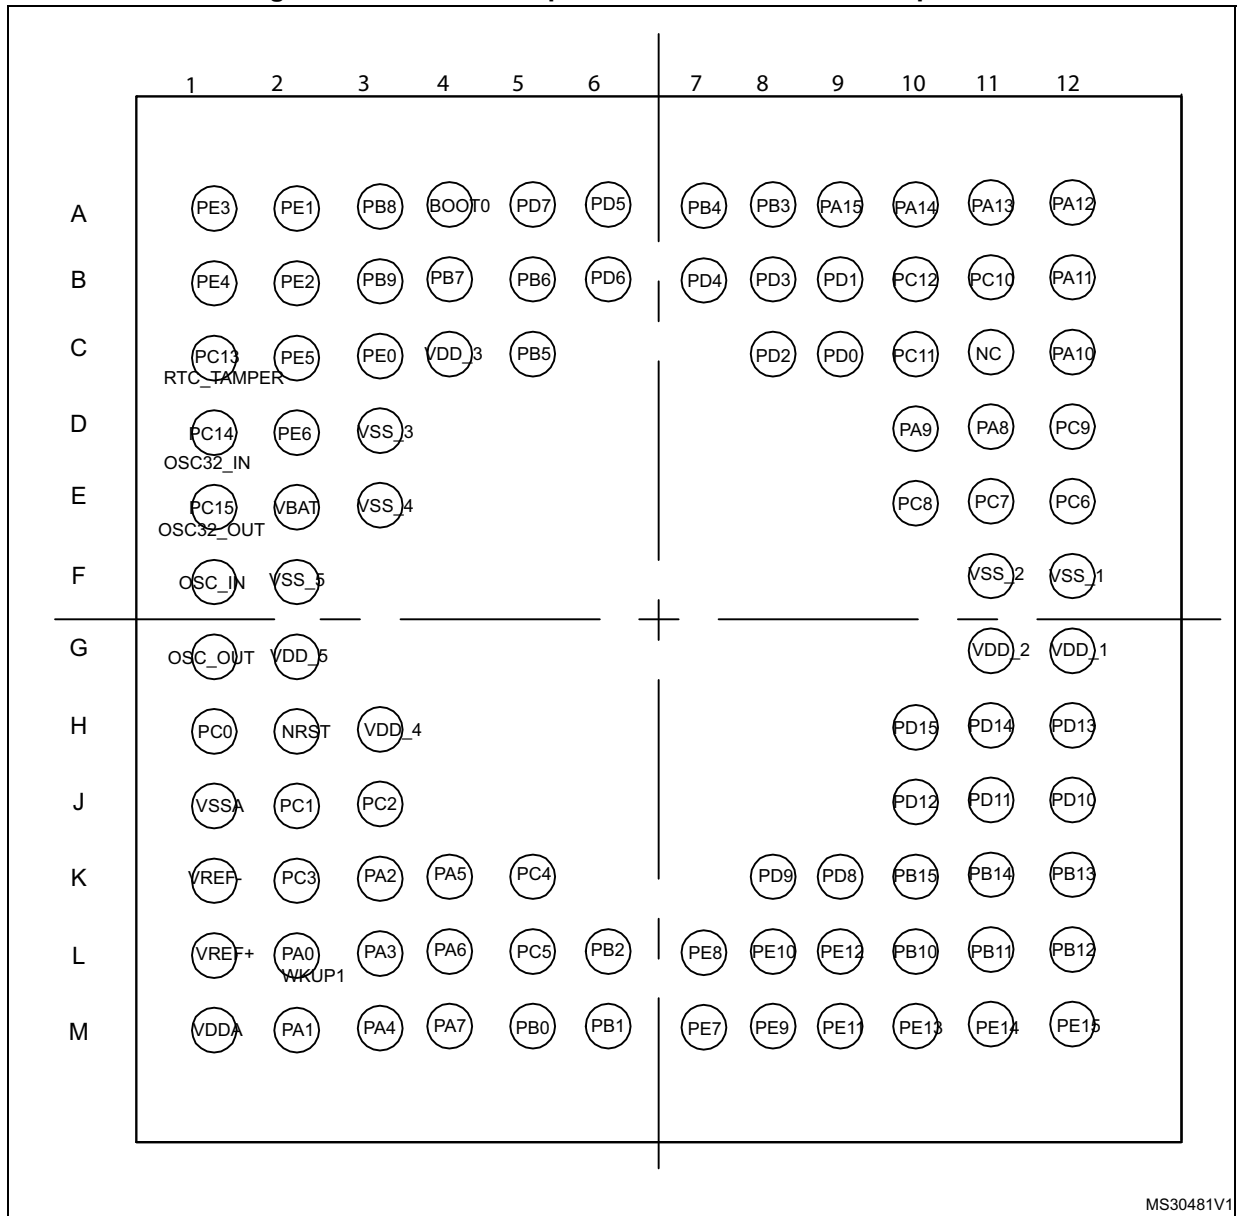 1 2 3 4 5 6 7 8 9 10 11 12
A PE3 PE1 PB8 BOOT0 PD7 PD5 PB4 PB3 PA15 PA14 PA13 PA12
B PE4 PE2 PB9 PB7 PB6 PD6 PD4 PD3 PD1 PC12 PC10 PA11
C PC13 PE5 PE0 VDD_3 PB5 PD2 PD0 PC11 NC PA10
RTC_TAMPER
D PC14 PE6 VSS_3 PA9 PA8 PC9
OSC32_IN
E PC15 VBAT VSS_4 PC8 PC7 PC6
OSC32_OUT
F OSC_IN VSS_5 VSS_2 VSS_1
G OSC_OUT VDD_5 VDD_2 VDD_1
H PC0 NRST VDD_4 PD15 PD14 PD13
J VSSA PC1 PC2 PD12 PD11 PD10
K VREF- PC3 PA2 PA5 PC4 PD9 PD8 PB15 PB14 PB13
L VREF+ PA0 PA3 PA6 PC5 PB2 PE8 PE10 PE12 PB10 PB11 PB12
WKUP1
M VDDA PA1 PA4 PA7 PB0 PB1 PE7 PE9 PE11 PE13 PE14 PE15
MS30481V1